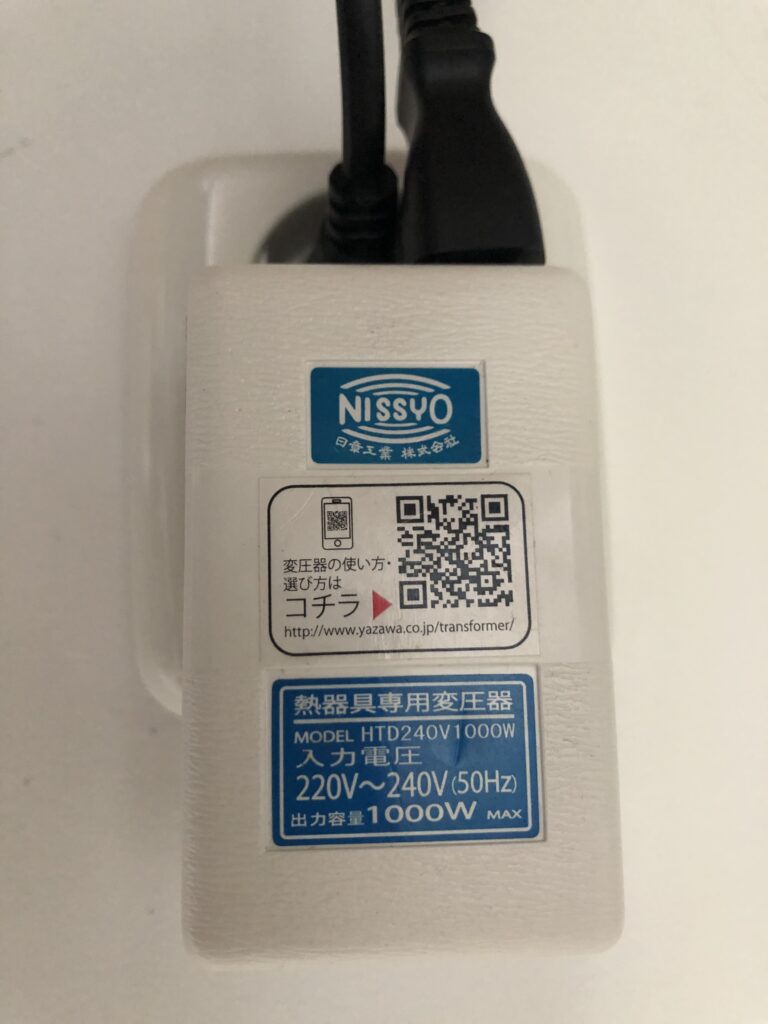 NISSYO
日章工業 株式会社
変圧器の使い方・
選び方は
コチラ
http://www.yazawa.co.jp/transformer/
熱器具専用変圧器
MODEL HTD240V1000W
入力電圧
220V～240V(50Hz)
出力容量1000W MAX